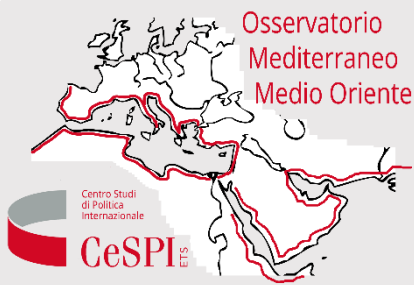 Osservatorio
Mediterraneo
Medio Oriente
Centro Studi
di Politica
Internazionale
CeSPI ETS